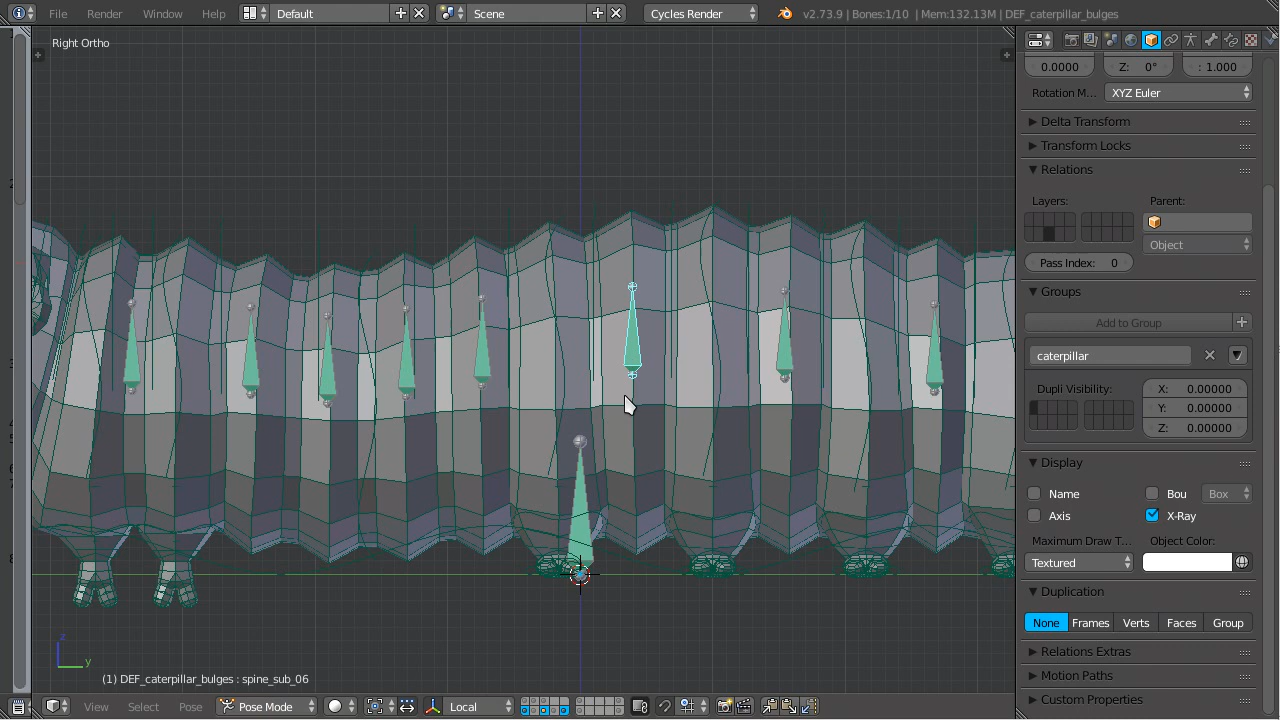 File Render Window Help Default Scene Cycles Render v2.73.9 | Bones:1/10 | Mem:132.13M | DEF_caterpillar_bulges
Right Ortho
0.0000 Z: 0° : 1.000
Rotation M... XYZ Euler
Delta Transform
Transform Locks
Relations
Layers: Parent:
Object
Pass Index: 0
Groups
Add to Group
caterpillar
Dupli Visibility: X: 0.00000
Y: 0.00000
Z: 0.00000
Display
Name Bou Box
Axis X-Ray
Maximum Draw T... Object Color:
Textured
Duplication
None Frames Verts Faces Group
Relations Extras
Motion Paths
Custom Properties
z
y
(1) DEF_caterpillar_bulges : spine_sub_06
View Select Pose Pose Mode Local